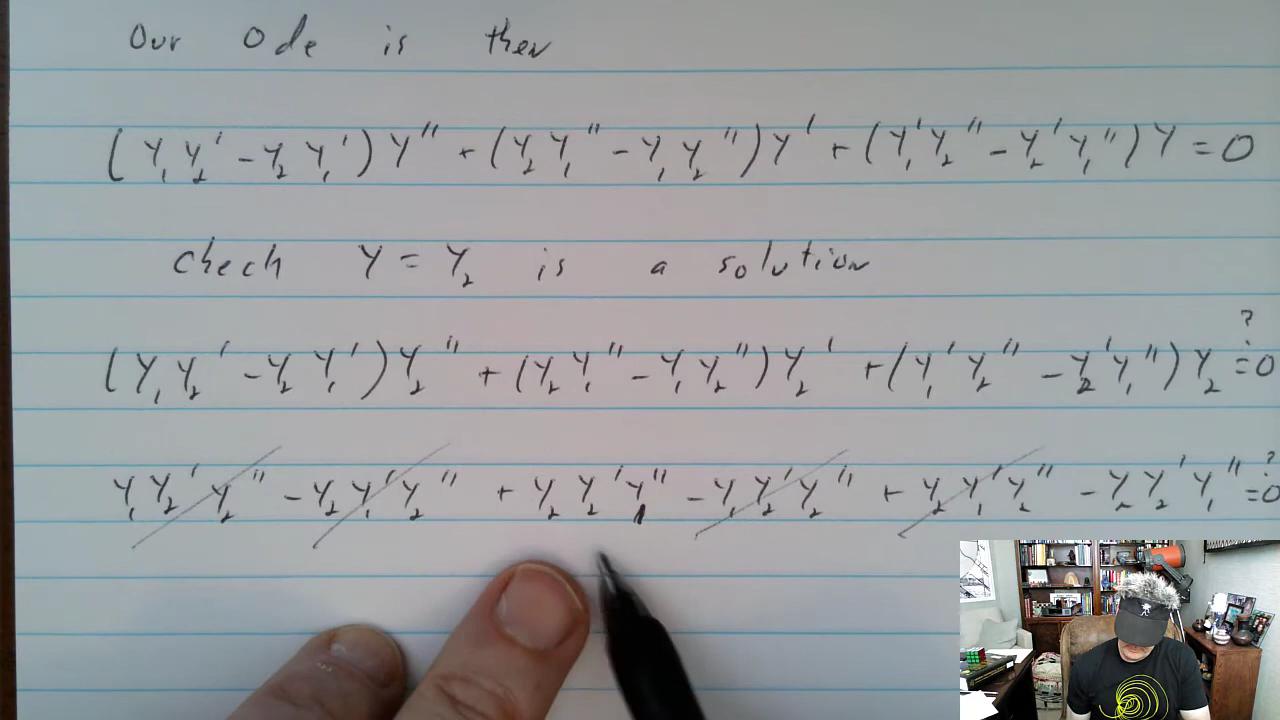 Our Ode is then
(Y₁Y₂' - Y₂Y₁')Y'' + (Y₂Y₁'' - Y₁Y₂'')Y' + (Y₁'Y₂'' - Y₂'Y₁'')Y = 0
check Y = Y₂ is a solution
(Y₁Y₂' - Y₂Y₁')Y₂'' + (Y₂Y₁'' - Y₁Y₂'')Y₂' + (Y₁'Y₂'' - Y₂'Y₁'')Y₂ ≟ 0
Y₁Y₂'Y₂'' - Y₂Y₁'Y₂'' + Y₂Y₂'Y₁'' - Y₁Y₂'Y₂'' + Y₂Y₁'Y₂'' - Y₂Y₂'Y₁'' ≟ 0